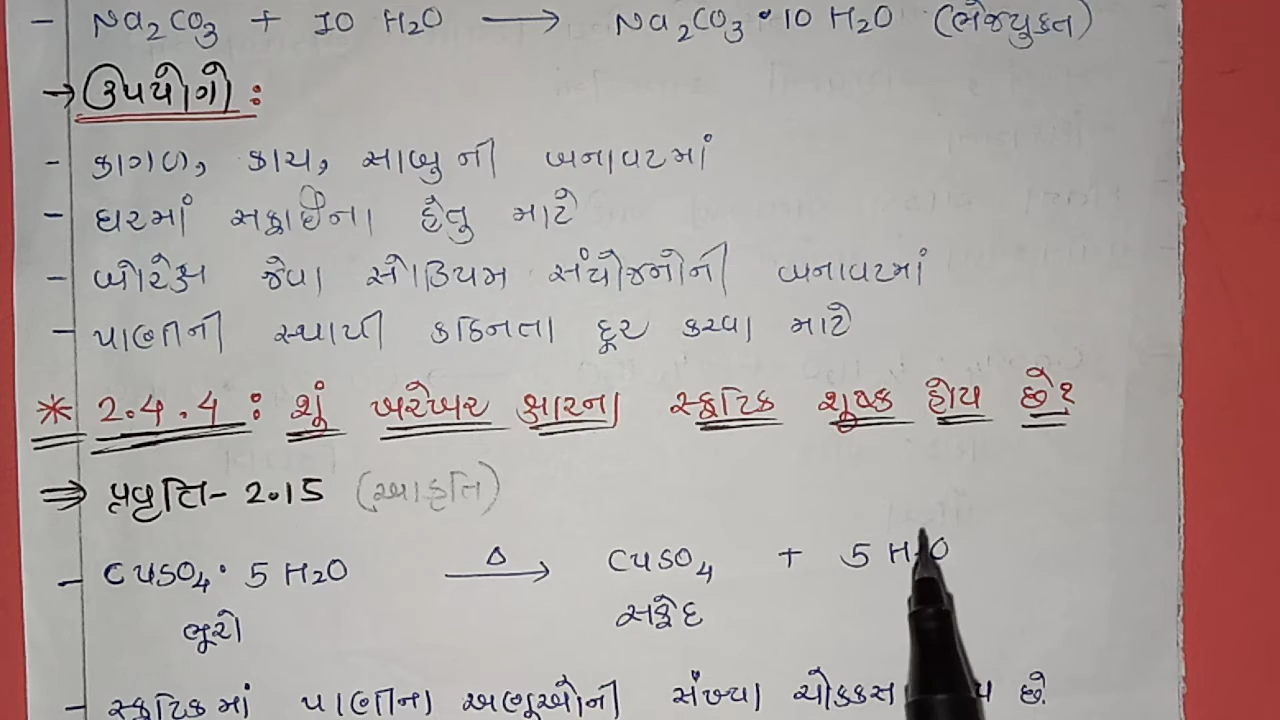 - Na₂CO₃ + 10 H₂O ⟶ Na₂CO₃ • 10 H₂O (ભેજયુક્ત)
→ ઉપયોગો :
- કાગળ, કાચ, સાબુ ની બનાવટમાં
- ઘરમાં સફાઈના હેતુ માટે
- બોરેક્ષ જેવા સોડિયમ સંયોજનોની બનાવટમાં
- પાણીની સ્થાયી કઠિનતા દૂર કરવા માટે
* 2.4.4 : શું ખરેખર ક્ષારના સ્ફટિક શૂષ્ક હોય છે?
⇒ પ્રવૃત્તિ- 2.15 (આકૃતિ)
- CuSO₄ • 5 H₂O —Δ→ CuSO₄ + 5 H₂O
ભૂરો સફેદ
- સ્ફટિકમાં પાણીના અણુઓની સંખ્યા ચોક્કસ છે.